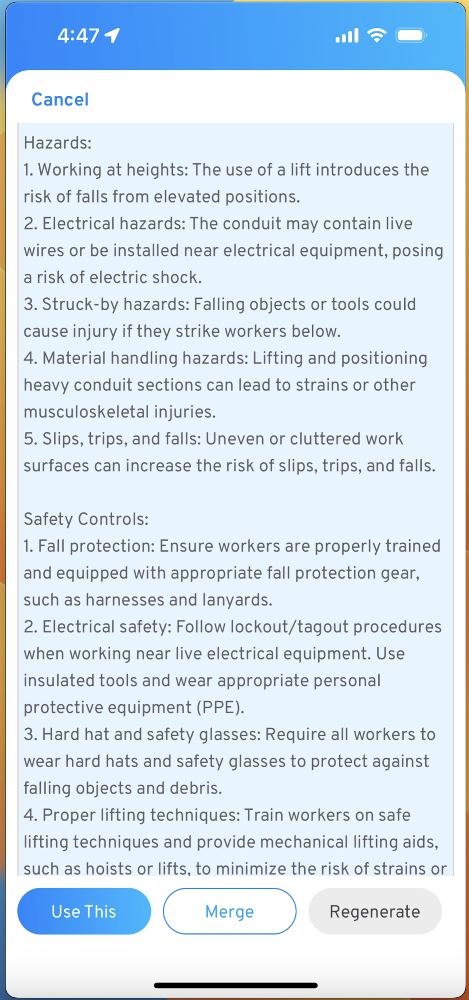 4:47
Cancel
Hazards:
1. Working at heights: The use of a lift introduces the
risk of falls from elevated positions.
2. Electrical hazards: The conduit may contain live
wires or be installed near electrical equipment, posing
a risk of electric shock.
3. Struck-by hazards: Falling objects or tools could
cause injury if they strike workers below.
4. Material handling hazards: Lifting and positioning
heavy conduit sections can lead to strains or other
musculoskeletal injuries.
5. Slips, trips, and falls: Uneven or cluttered work
surfaces can increase the risk of slips, trips, and falls.
Safety Controls:
1. Fall protection: Ensure workers are properly trained
and equipped with appropriate fall protection gear,
such as harnesses and lanyards.
2. Electrical safety: Follow lockout/tagout procedures
when working near live electrical equipment. Use
insulated tools and wear appropriate personal
protective equipment (PPE).
3. Hard hat and safety glasses: Require all workers to
wear hard hats and safety glasses to protect against
falling objects and debris.
4. Proper lifting techniques: Train workers on safe
lifting techniques and provide mechanical lifting aids,
such as hoists or lifts, to minimize the risk of strains or
Use This
Merge
Regenerate